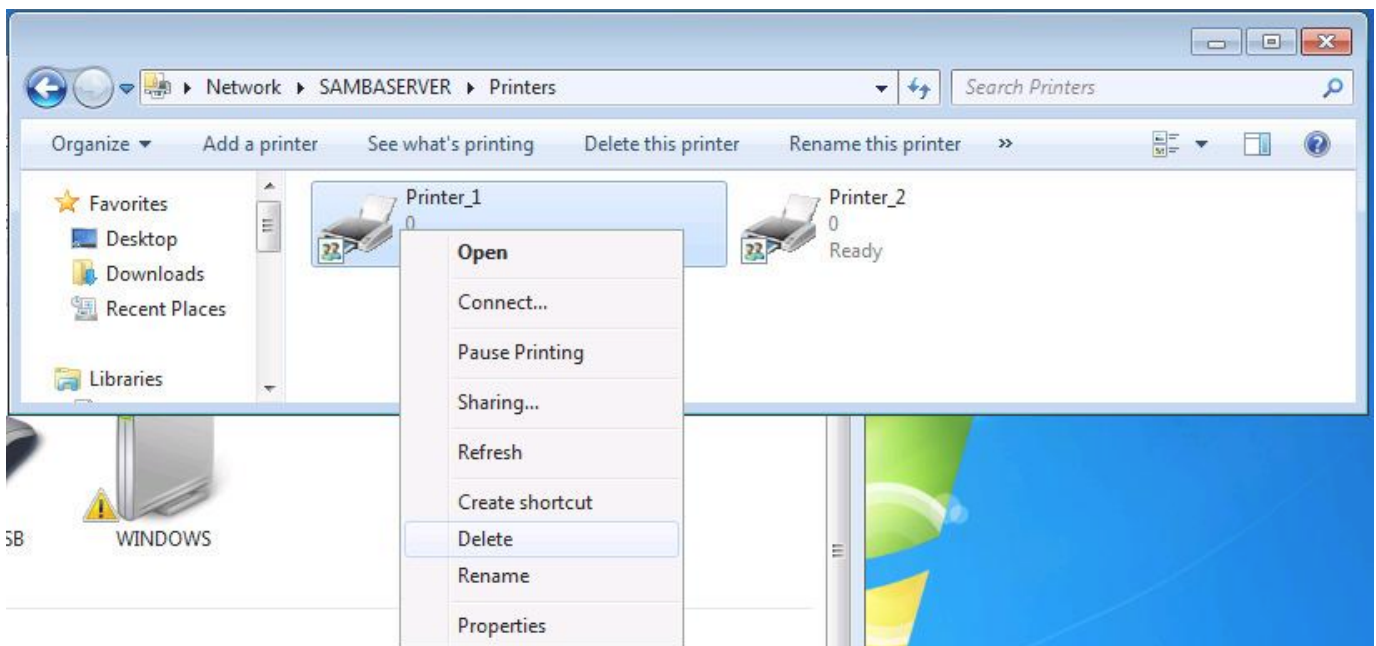 Network ▸ SAMBASERVER ▸ Printers
Search Printers
Organize Add a printer See what's printing Delete this printer Rename this printer »
Favorites
Desktop
Downloads
Recent Places
Libraries
Printer_1
0
Printer_2
0
Ready
Open
Connect...
Pause Printing
Sharing...
Refresh
Create shortcut
Delete
Rename
Properties
SB
WINDOWS